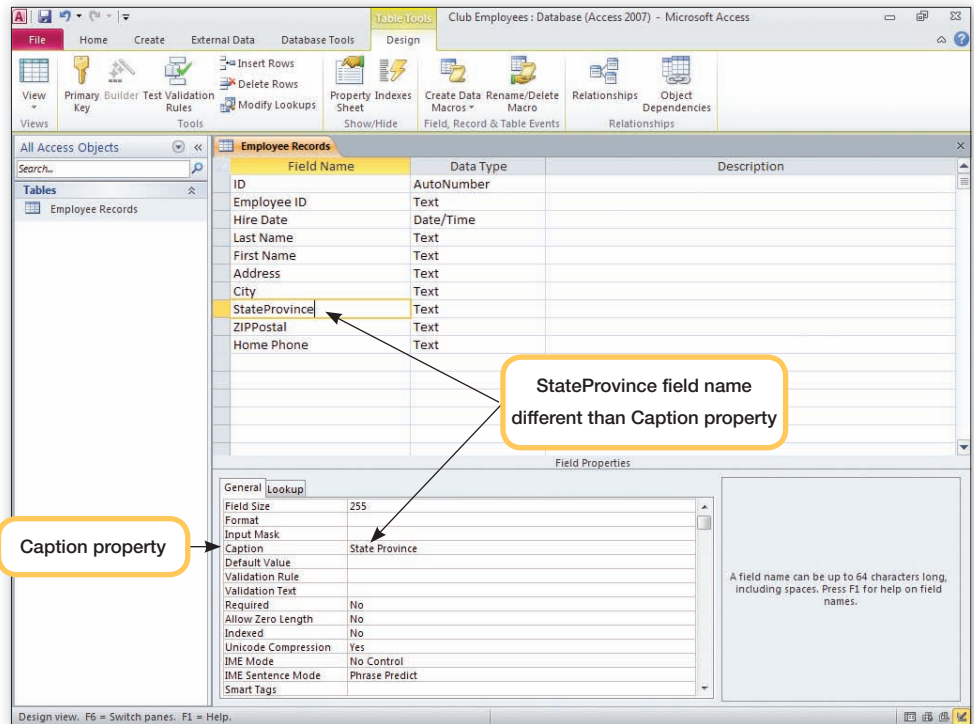 Table Tools
Club Employees : Database (Access 2007) - Microsoft Access
File Home Create External Data Database Tools Design
View
Primary Key
Builder
Test Validation Rules
Insert Rows
Delete Rows
Modify Lookups
Property Sheet
Indexes
Create Data Macros
Rename/Delete Macro
Relationships
Object Dependencies
Views Tools Show/Hide Field, Record & Table Events Relationships
All Access Objects
Search...
Tables
Employee Records
Employee Records
Field Name Data Type Description
ID AutoNumber
Employee ID Text
Hire Date Date/Time
Last Name Text
First Name Text
Address Text
City Text
StateProvince Text
ZIPPostal Text
Home Phone Text
StateProvince field name
different than Caption property
Field Properties
General Lookup
Field Size 255
Format
Input Mask
Caption property
Caption State Province
Default Value
Validation Rule
Validation Text
Required No
Allow Zero Length No
Indexed No
Unicode Compression Yes
IME Mode No Control
IME Sentence Mode Phrase Predict
Smart Tags
A field name can be up to 64 characters long,
including spaces. Press F1 for help on field
names.
Design view. F6 = Switch panes. F1 = Help.